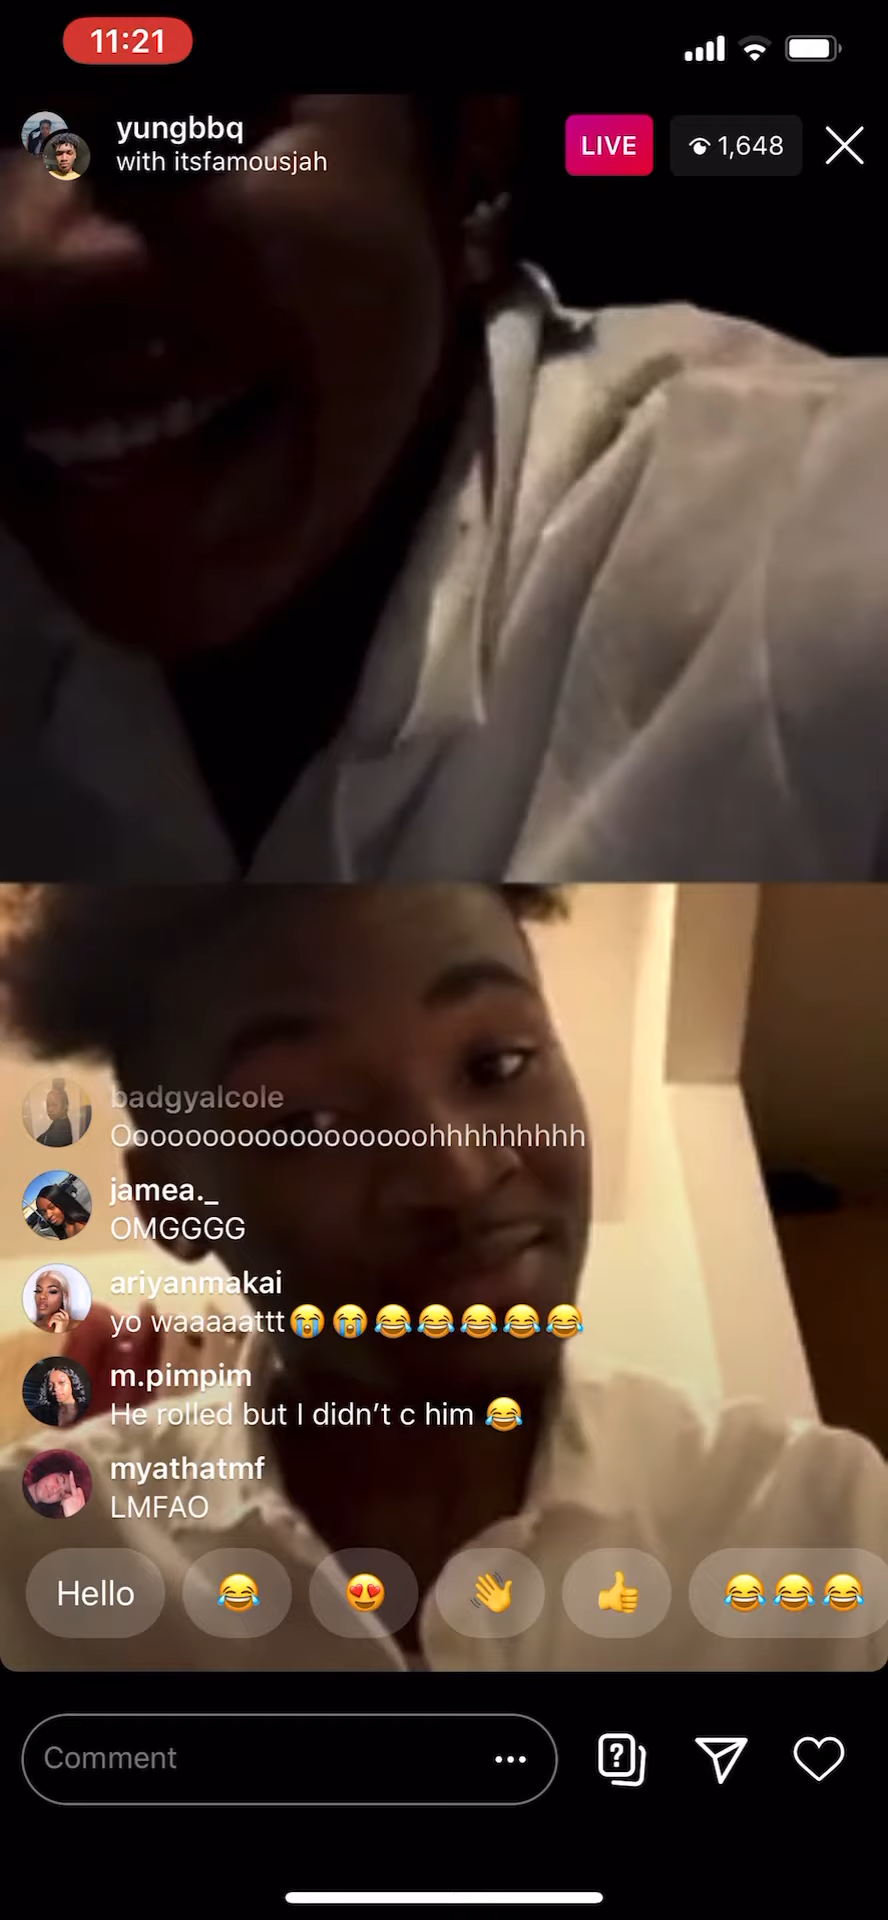 11:21
yungbbq
with itsfamousjah
LIVE
1,648
badgyalcole
Oooooooooooooooooohhhhhhhhhh
jamea._
OMGGGG
ariyanmakai
yo waaaaattt😭😭😂😂😂😂😂
m.pimpim
He rolled but I didn’t c him 😂
myathatmf
LMFAO
Hello 😂 😍 👋 👍 😂😂😂
Comment